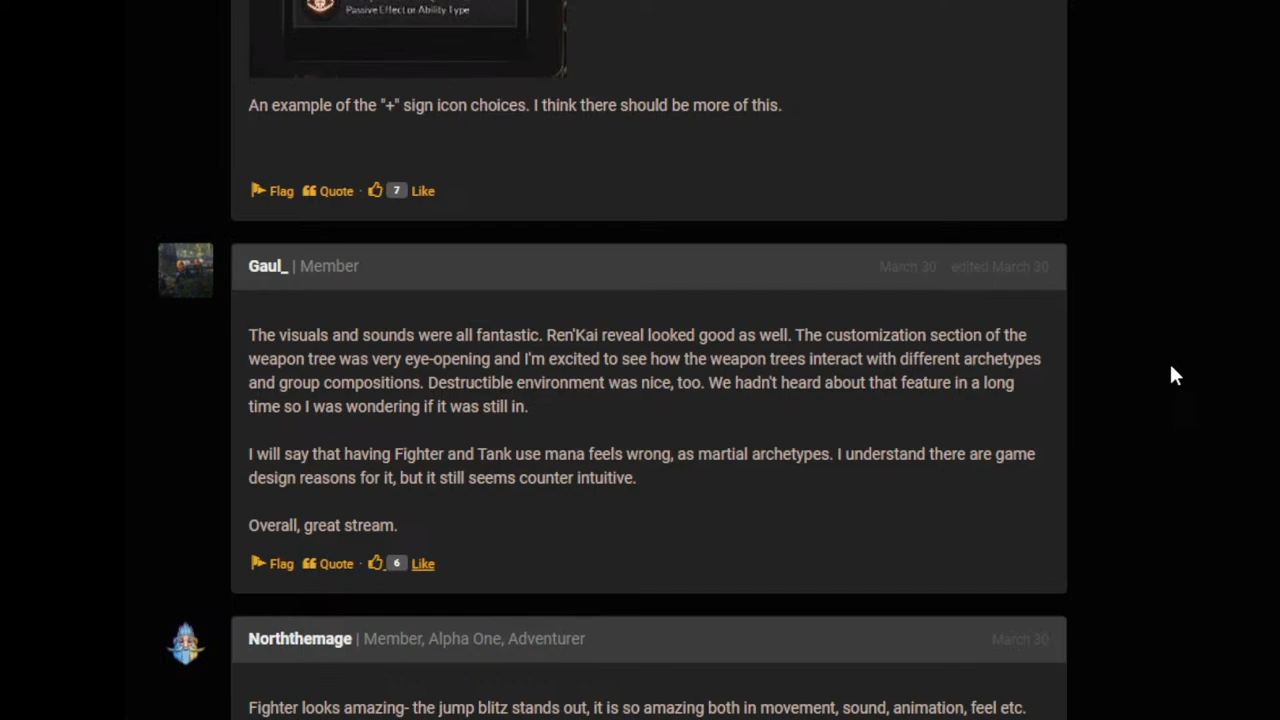 Passive Effect or Ability Type
An example of the "+" sign icon choices. I think there should be more of this.
Flag Quote · 7 Like
Gaul_ | Member March 30 edited March 30
The visuals and sounds were all fantastic. Ren'Kai reveal looked good as well. The customization section of the
weapon tree was very eye-opening and I'm excited to see how the weapon trees interact with different archetypes
and group compositions. Destructible environment was nice, too. We hadn't heard about that feature in a long
time so I was wondering if it was still in.
I will say that having Fighter and Tank use mana feels wrong, as martial archetypes. I understand there are game
design reasons for it, but it still seems counter intuitive.
Overall, great stream.
Flag Quote · 6 Like
Norththemage | Member, Alpha One, Adventurer March 30
Fighter looks amazing- the jump blitz stands out, it is so amazing both in movement, sound, animation, feel etc.